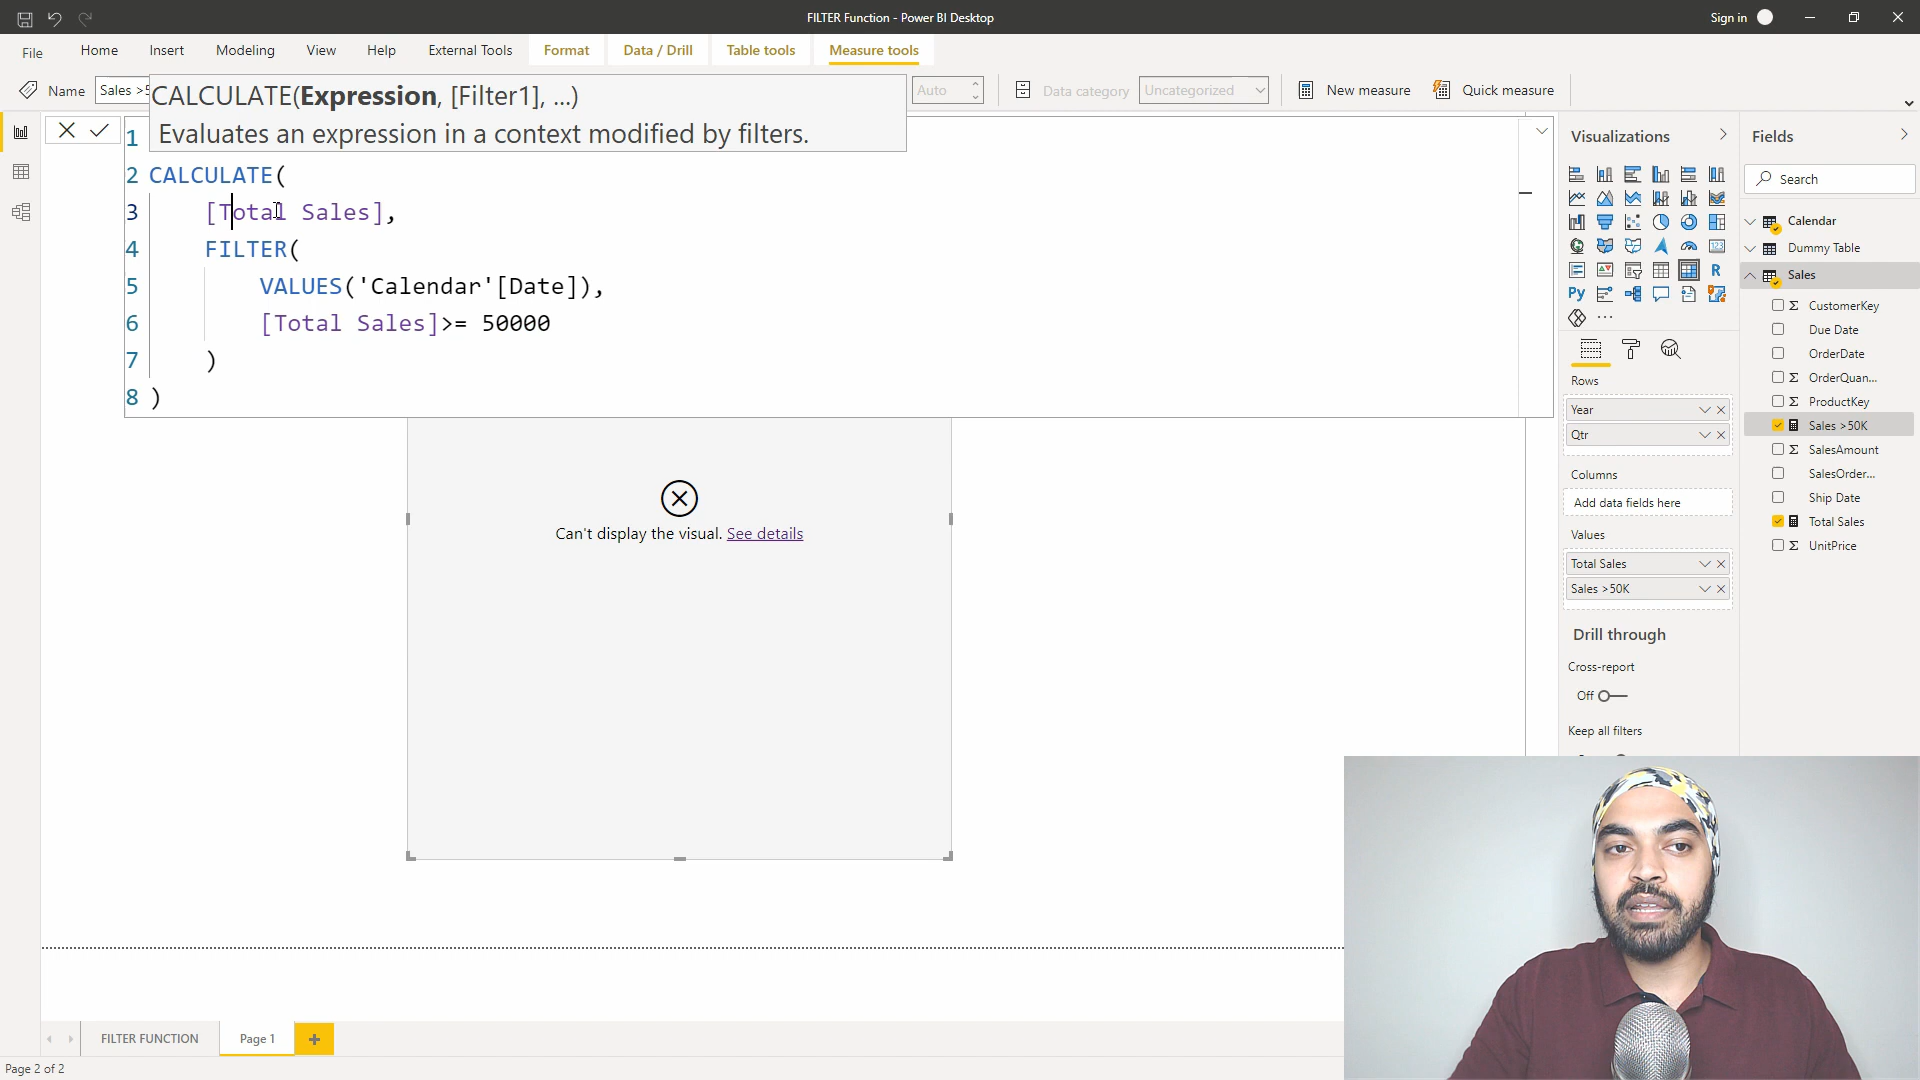 FILTER Function - Power BI Desktop
Sign in
File
Home
Insert
Modeling
View
Help
External Tools
Format
Data / Drill
Table tools
Measure tools
Name
Sales >5
CALCULATE(Expression, [Filter1], ...)
Evaluates an expression in a context modified by filters.
Auto
Data category
Uncategorized
New measure
Quick measure
1
2 CALCULATE(
3 [Total Sales],
4 FILTER(
5 VALUES('Calendar'[Date]),
6 [Total Sales]>= 50000
7 )
8 )
Can't display the visual. See details
Visualizations
123
R
Py
Rows
Year
Qtr
Columns
Add data fields here
Values
Total Sales
Sales >50K
Drill through
Cross-report
Off
Keep all filters
Fields
Search
Calendar
Dummy Table
Sales
CustomerKey
Due Date
OrderDate
OrderQuan...
ProductKey
Sales >50K
SalesAmount
SalesOrder...
Ship Date
Total Sales
UnitPrice
FILTER FUNCTION
Page 1
Page 2 of 2